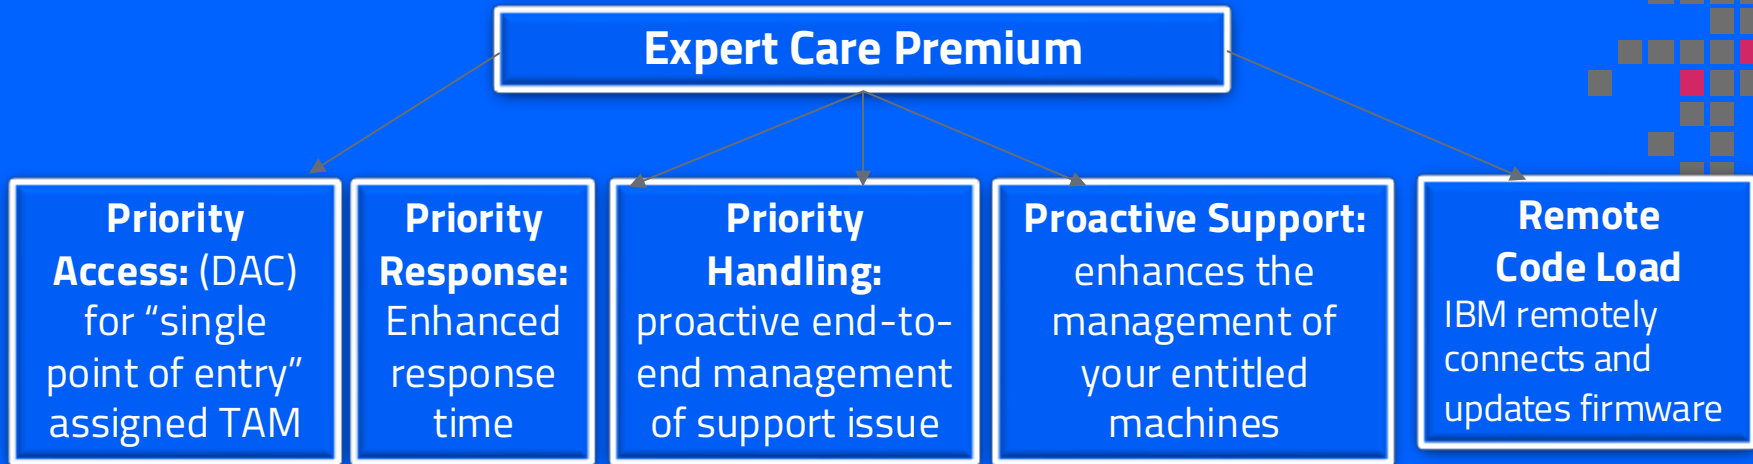 Expert Care Premium
Priority
Access: (DAC)
for “single
point of entry”
assigned TAM
Priority
Response:
Enhanced
response
time
Priority
Handling:
proactive end-to-
end management
of support issue
Proactive Support:
enhances the
management of
your entitled
machines
Remote
Code Load
IBM remotely
connects and
updates firmware